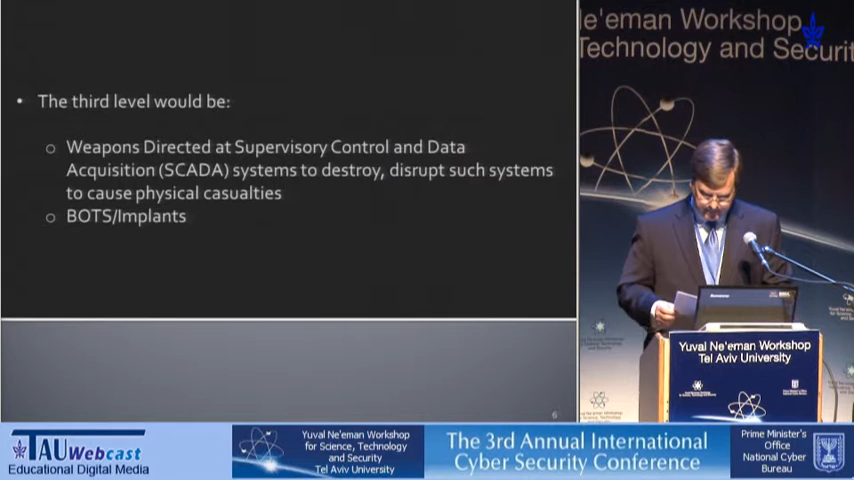 The third level would be:
Weapons Directed at Supervisory Control and Data
Acquisition (SCADA) systems to destroy, disrupt such systems
to cause physical casualties
BOTS/Implants
6
Ne'eman Workshop
Technology and Securit
Yuval Ne'eman Workshop
Tel Aviv University
TAU Webcast
Educational Digital Media
Yuval Ne'eman Workshop
for Science, Technology
and Security
Tel Aviv University
The 3rd Annual International
Cyber Security Conference
Prime Minister's
Office
National Cyber
Bureau